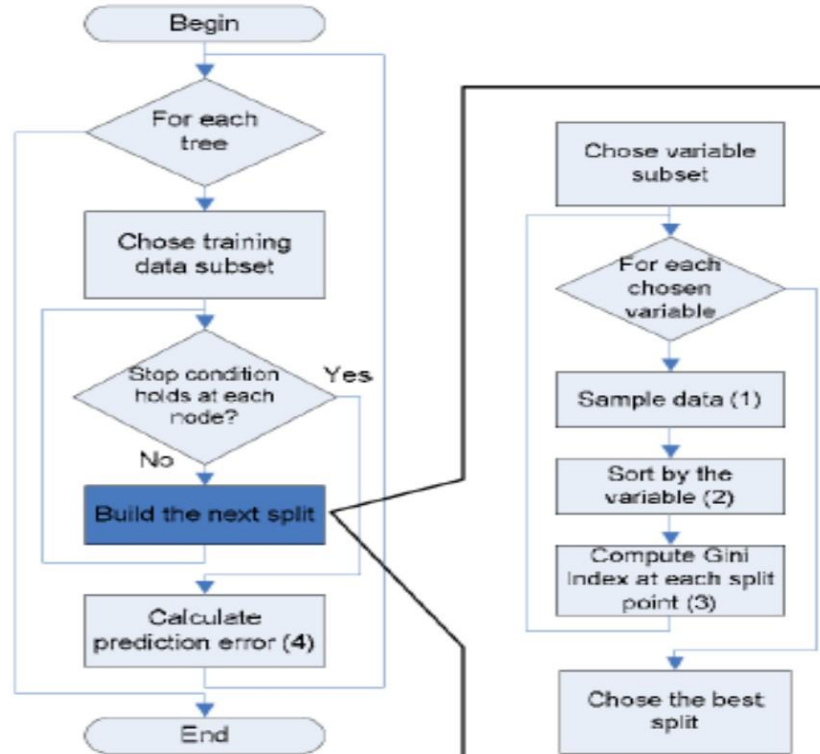 Begin
For each
tree
Chose training
data subset
Stop condition
holds at each
node?
Yes
No
Build the next split
Calculate
prediction error (4)
End
Chose variable
subset
For each
chosen
variable
Sample data (1)
Sort by the
variable (2)
Compute Gini
Index at each split
point (3)
Chose the best
split